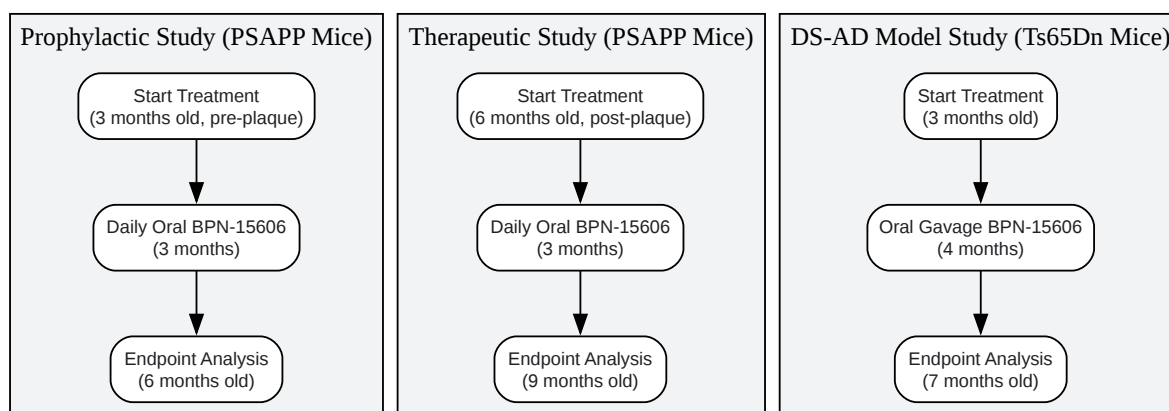 Prophylactic Study (PSAPP Mice)
Start Treatment
(3 months old, pre-plaque)
Daily Oral BPN-15606
(3 months)
Endpoint Analysis
(6 months old)
Therapeutic Study (PSAPP Mice)
Start Treatment
(6 months old, post-plaque)
Daily Oral BPN-15606
(3 months)
Endpoint Analysis
(9 months old)
DS-AD Model Study (Ts65Dn Mice)
Start Treatment
(3 months old)
Oral Gavage BPN-15606
(4 months)
Endpoint Analysis
(7 months old)